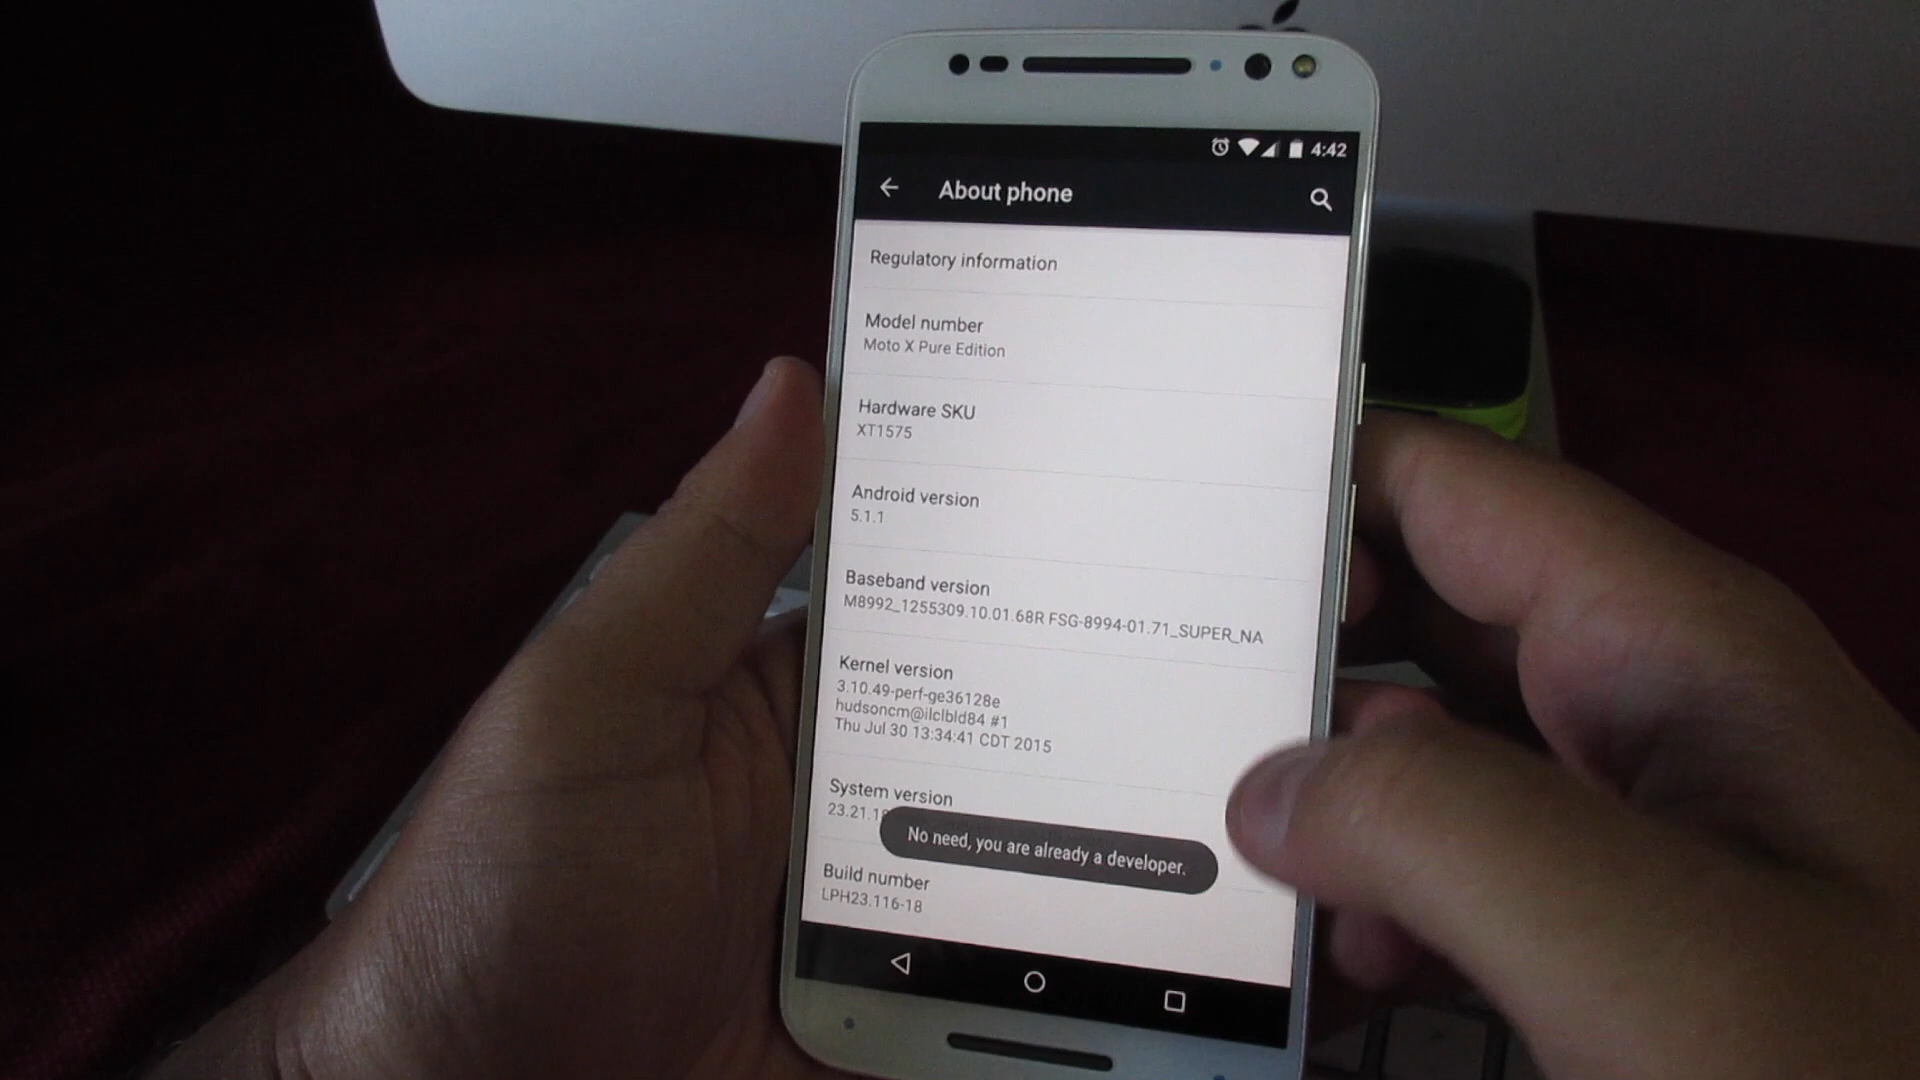 4:42
About phone
Regulatory information
Model number
Moto X Pure Edition
Hardware SKU
XT1575
Android version
5.1.1
Baseband version
M8992_1255309.10.01.68R FSG-8994-01.71_SUPER_NA
Kernel version
3.10.49-perf-ge36128e
hudsoncm@ilclbld84 #1
Thu Jul 30 13:34:41 CDT 2015
System version
23.21.18
No need, you are already a developer.
Build number
LPH23.116-18